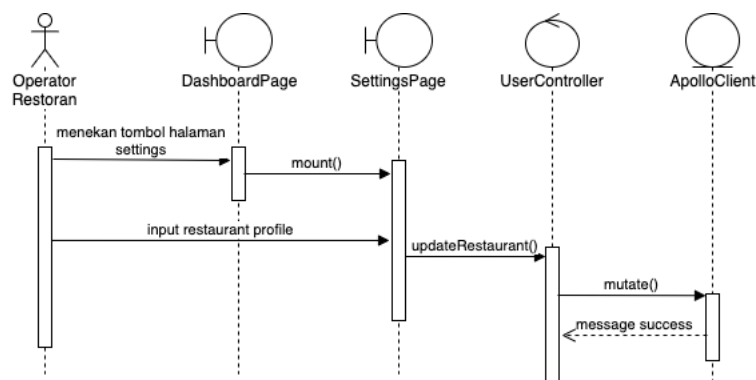 Operator
Restoran
DashboardPage
SettingsPage
UserController
ApolloClient
menekan tombol halaman
settings
mount()
input restaurant profile
updateRestaurant()
mutate()
message success